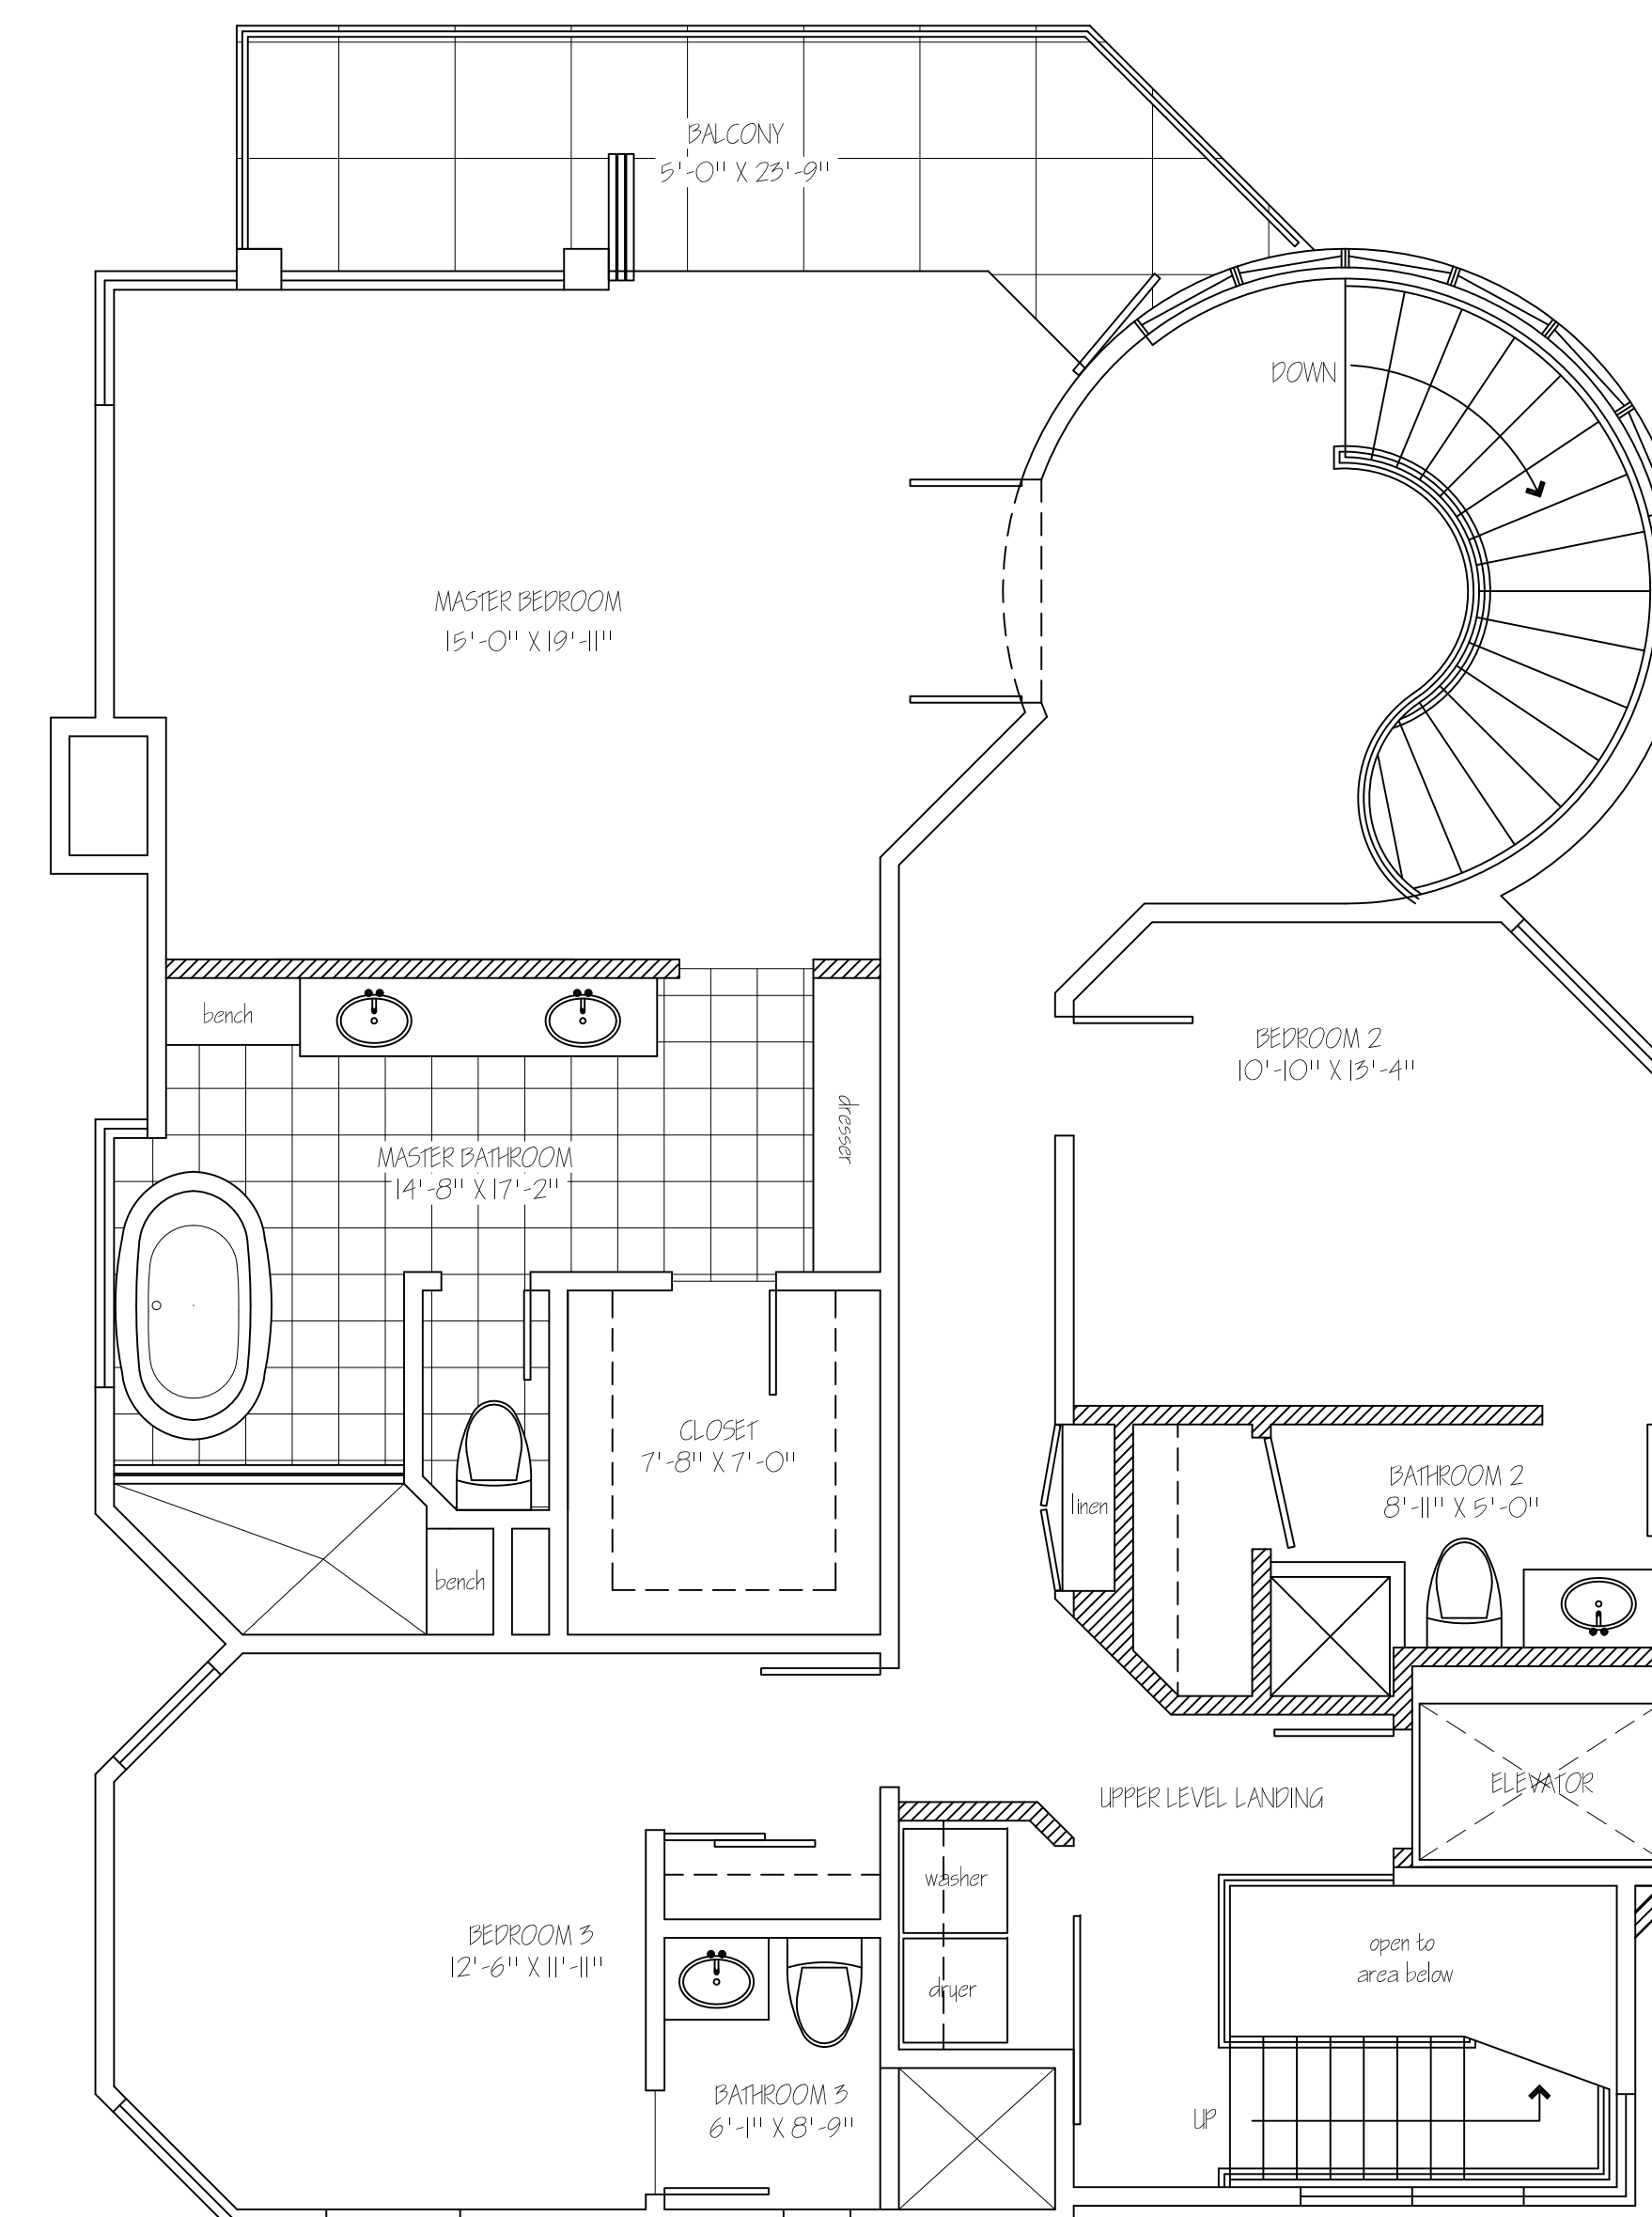 BALCONY
5'-0" X 23'-9"
DOWN
MASTER BEDROOM
15'-0" X 19'-11"
bench
BEDROOM 2
10'-10" X 13'-4"
dresser
MASTER BATHROOM
14'-8" X 17'-2"
CLOSET
7'-8" X 7'-0"
BATHROOM 2
8'-11" X 5'-0"
linen
bench
ELEVATOR
UPPER LEVEL LANDING
washer
BEDROOM 3
12'-6" X 11'-11"
open to
area below
dryer
BATHROOM 3
6'-1" X 8'-9"
UP